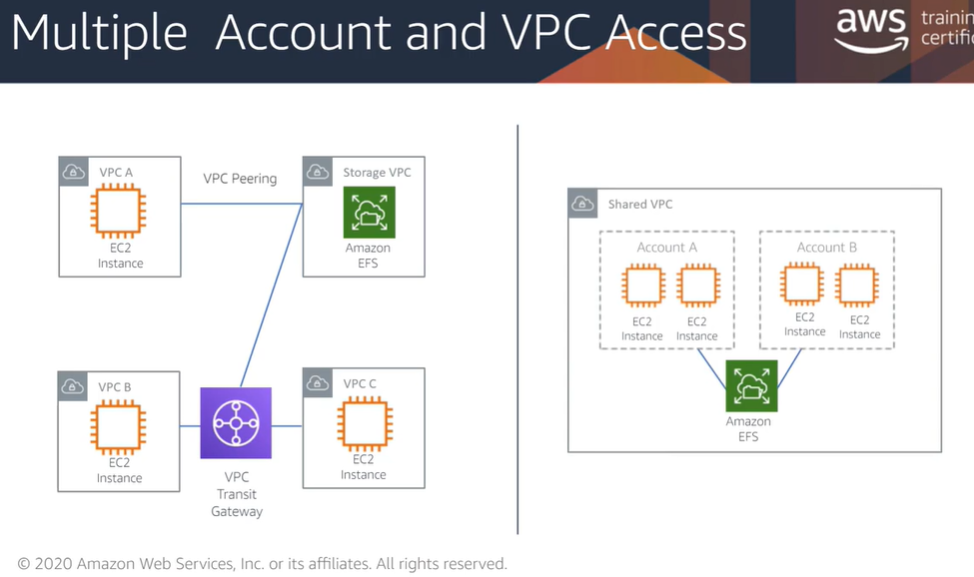 Multiple Account and VPC Access
aws
VPC A
EC2
Instance
VPC Peering
Storage VPC
Amazon
EFS
VPC B
EC2
Instance
VPC
Transit
Gateway
VPC C
EC2
Instance
Shared VPC
Account A
EC2
Instance
EC2
Instance
Account B
EC2
Instance
EC2
Instance
Amazon
EFS
© 2020 Amazon Web Services, Inc. or its affiliates. All rights reserved.